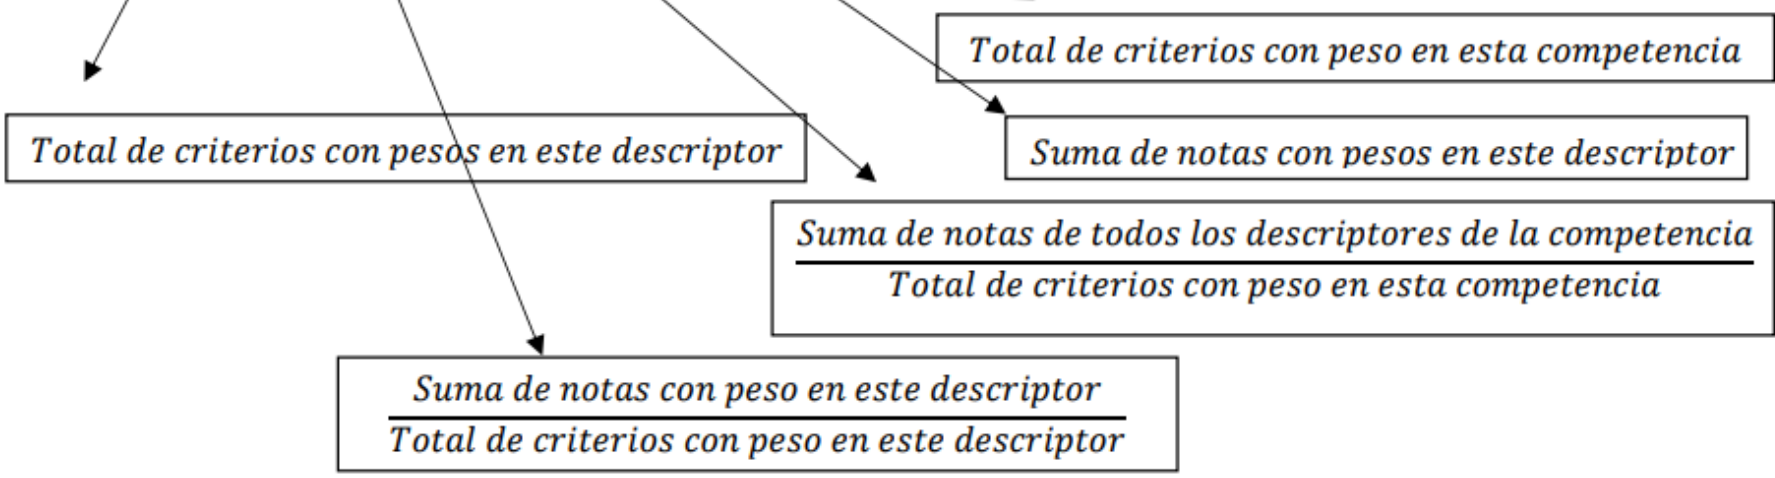 Total de criterios con peso en esta competencia
Total de criterios con pesos en este descriptor
Suma de notas con pesos en este descriptor
Suma de notas de todos los descriptores de la competencia
Total de criterios con peso en esta competencia
Suma de notas con peso en este descriptor
Total de criterios con peso en este descriptor